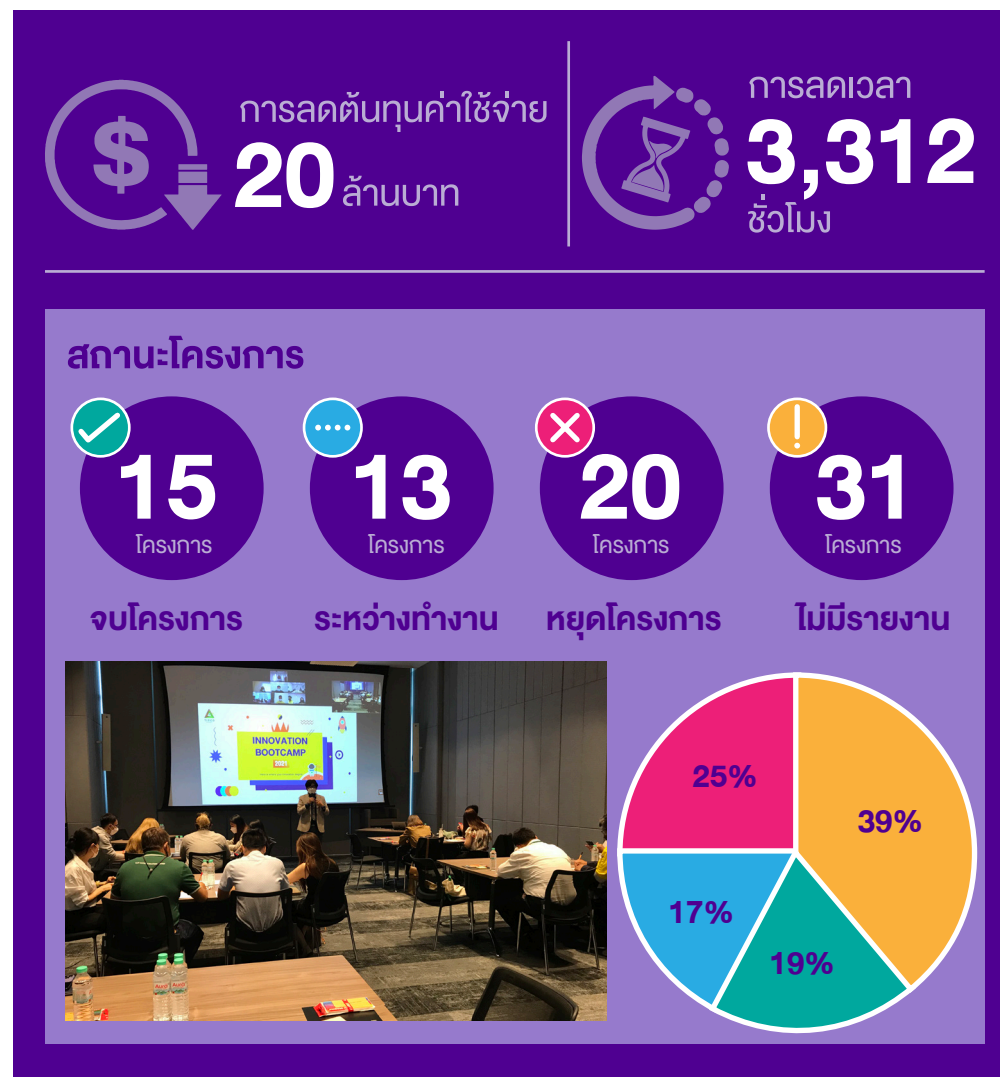 การลดต้นทุนค่าใช้จ่าย
20 ล้านบาท
การลดเวลา
3,312
ชั่วโมง
สถานะโครงการ
15
โครงการ
จบโครงการ
13
โครงการ
ระหว่างทำงาน
20
โครงการ
หยุดโครงการ
31
โครงการ
ไม่มีรายงาน
INNOVATION
BOOTCAMP
2021
25%
39%
17%
19%